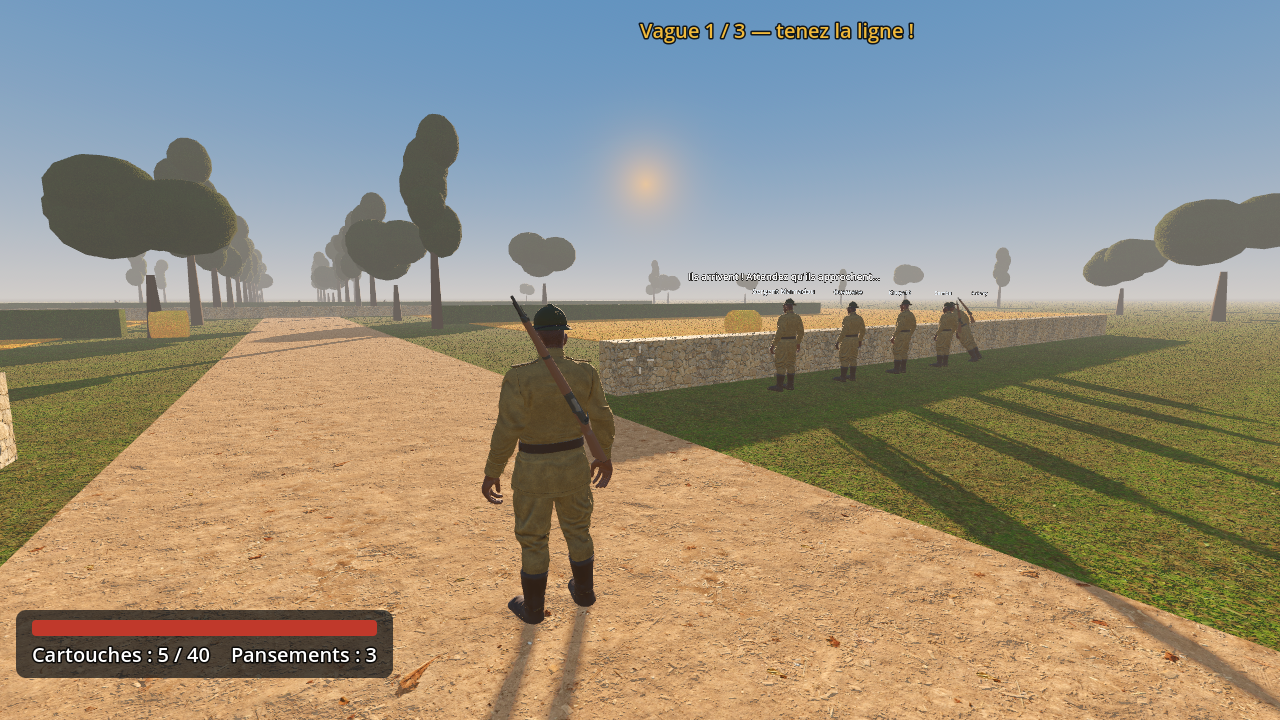 Vague 1 / 3 — tenez la ligne !
Ils arrivent ! Attendez qu'ils approchent...
Cartouches : 5 / 40 Pansements : 3